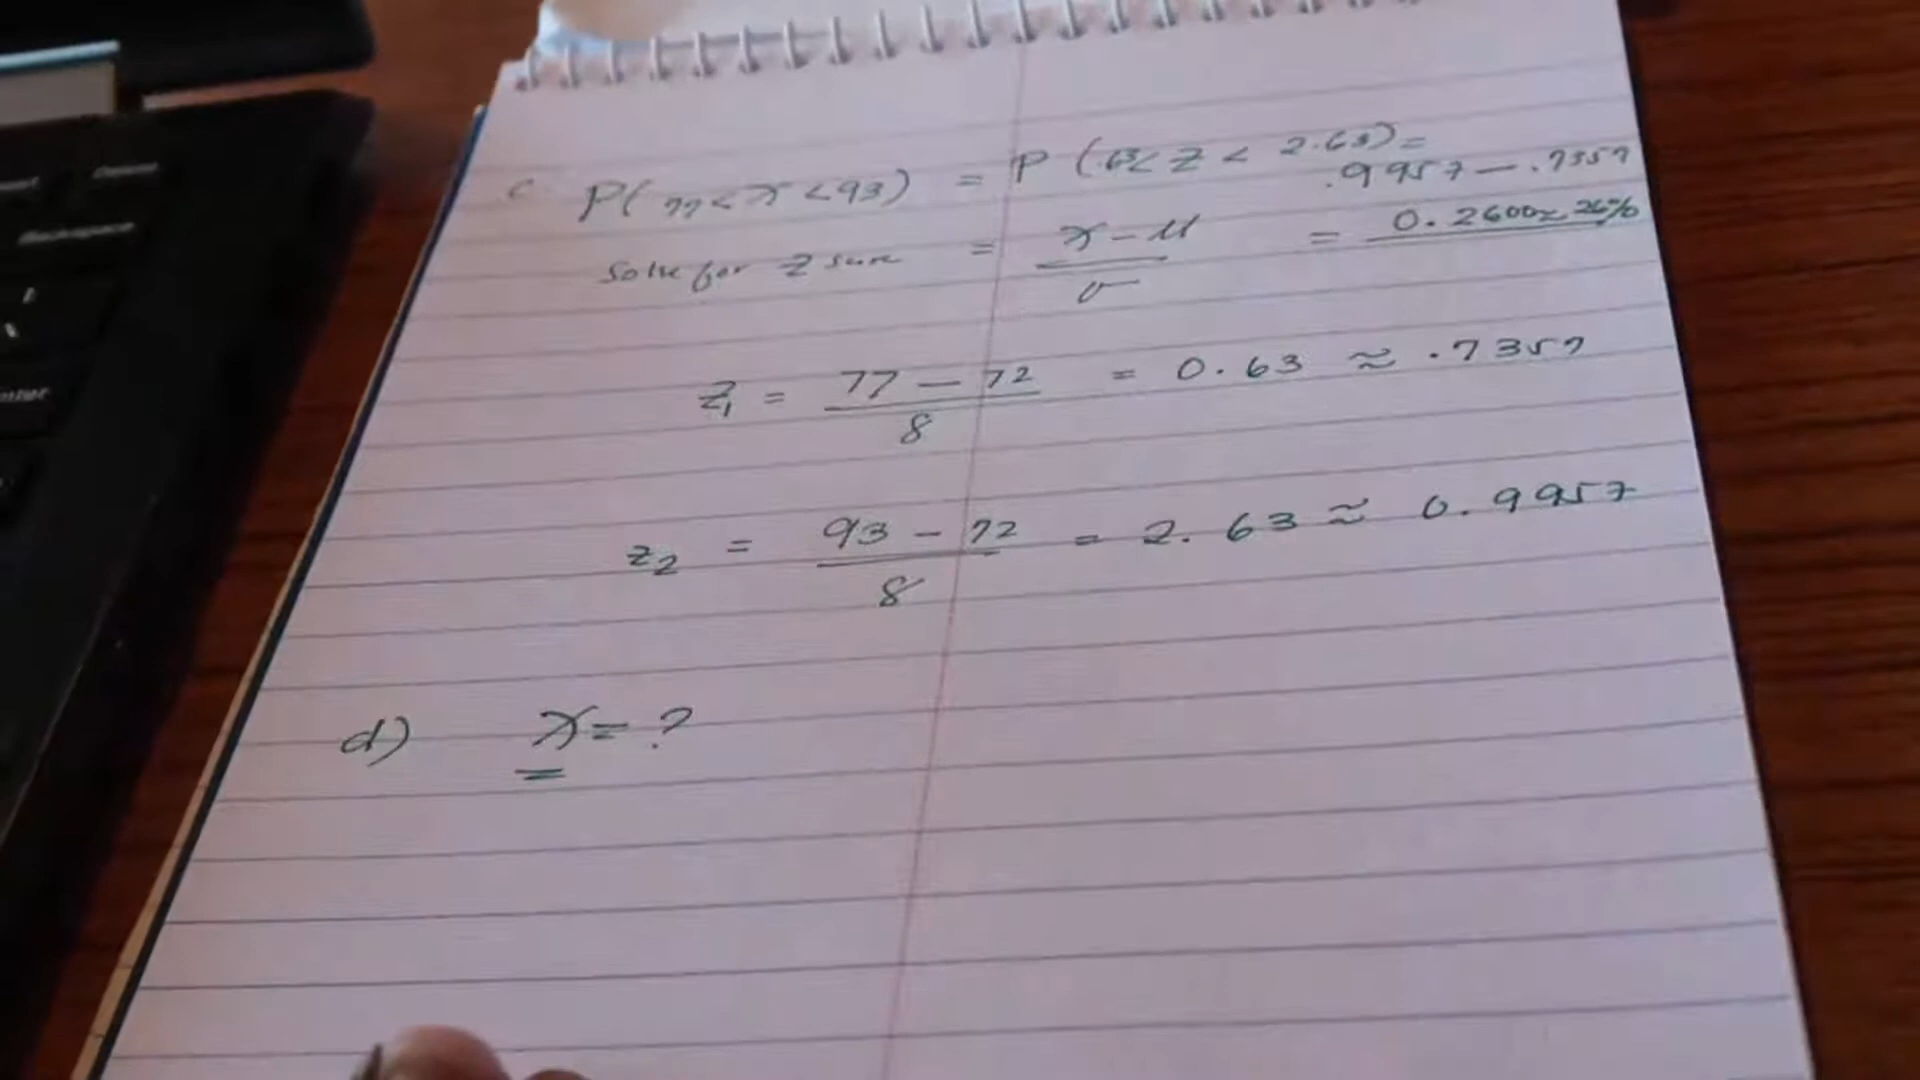 c. P(77<X<93) = P(.63<Z< 2.63)=
.9957-.7357
Solve for Z = X-μ / σ = 0.2600≈26%
Z1 = 77-72 / 8 = 0.63 ≈ .7357
Z2 = 93-72 / 8 = 2.63 ≈ 0.9957
d) X=?
Backspace